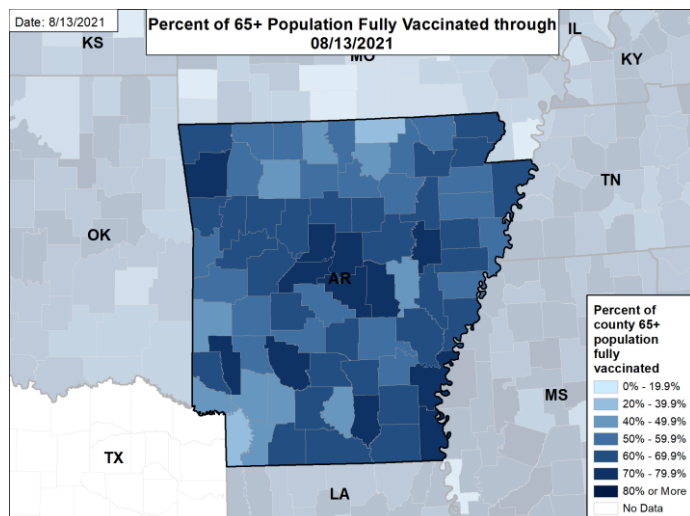 Date: 8/13/2021
Percent of 65+ Population Fully Vaccinated through
08/13/2021
KS
MO
IL
KY
OK
AR
TN
TX
LA
MS
Percent of
county 65+
population
fully
vaccinated
0% - 19.9%
20% - 39.9%
40% - 49.9%
50% - 59.9%
60% - 69.9%
70% - 79.9%
80% or More
No Data